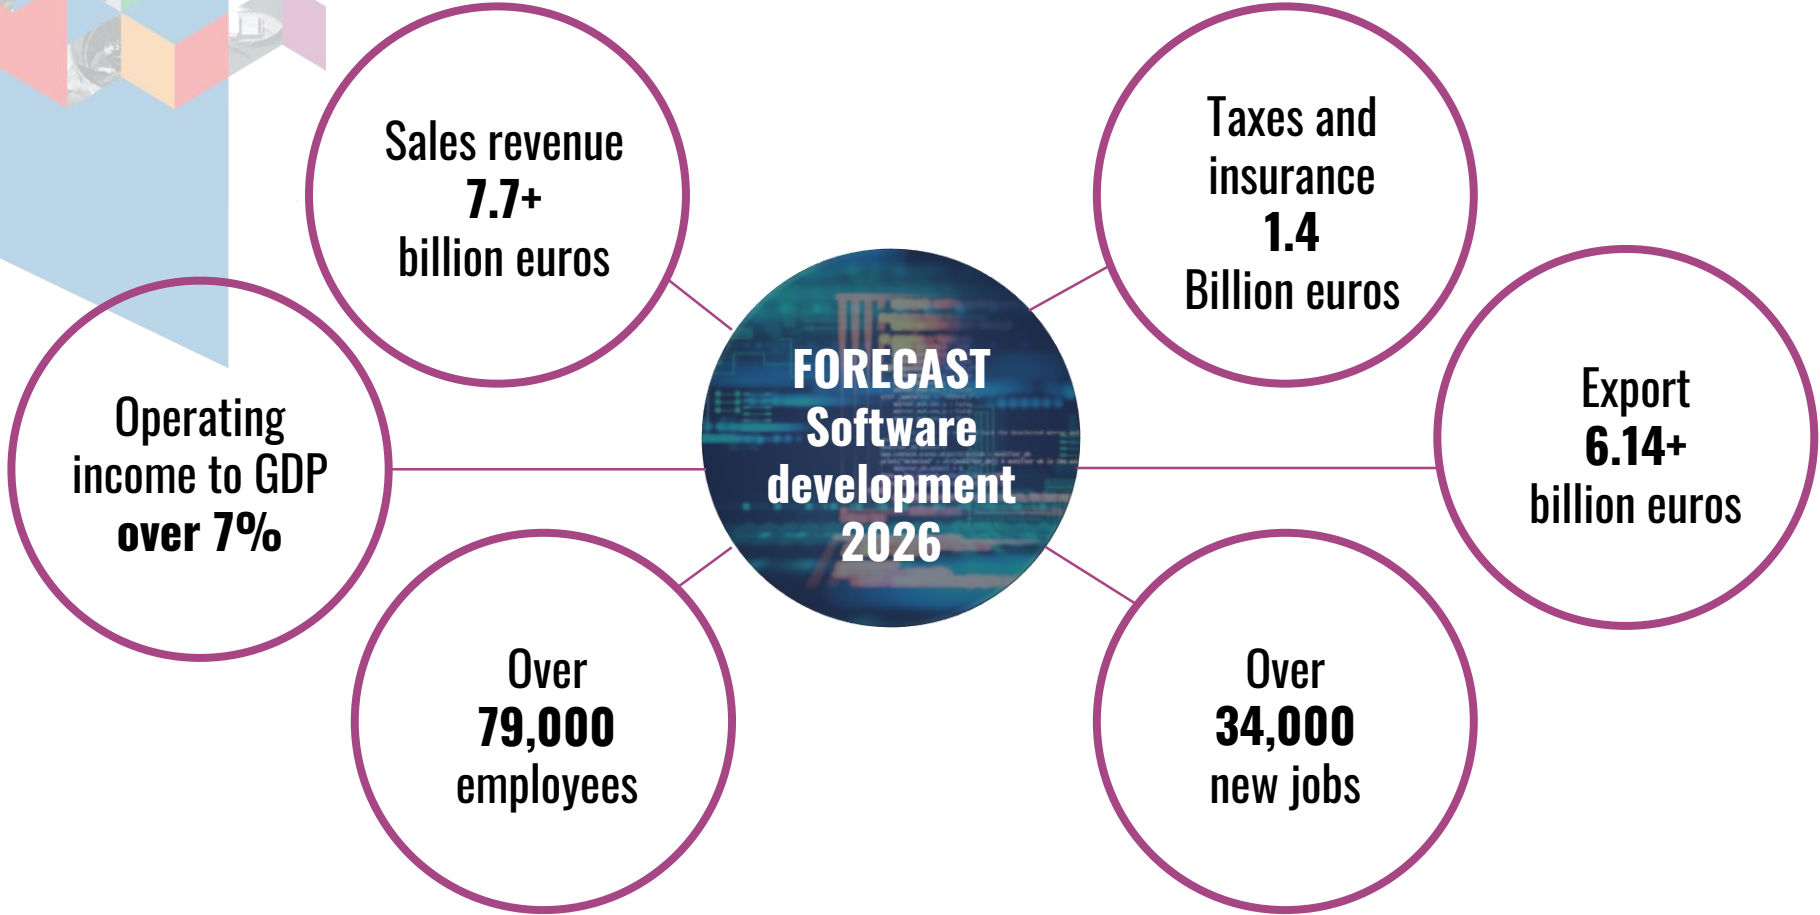 Sales revenue
7.7+
billion euros
Taxes and
insurance
1.4
Billion euros
Operating
income to GDP
over 7%
FORECAST
Software
development
2026
Export
6.14+
billion euros
Over
79,000
employees
Over
34,000
new jobs